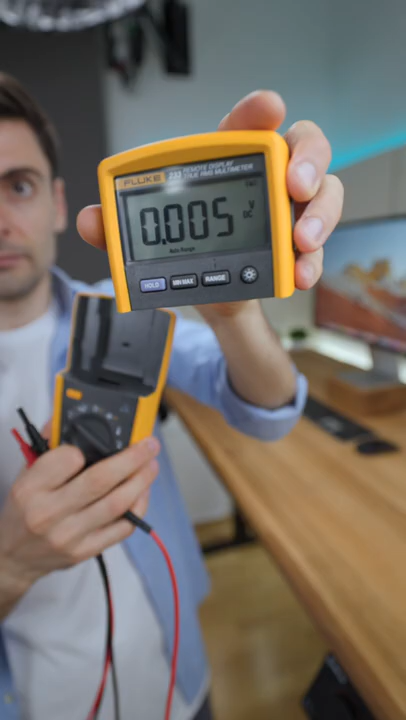 FLUKE 233 REMOTE DISPLAY
TRUE RMS MULTIMETER
0.005 V
DC
Auto Range
HOLD MIN MAX RANGE